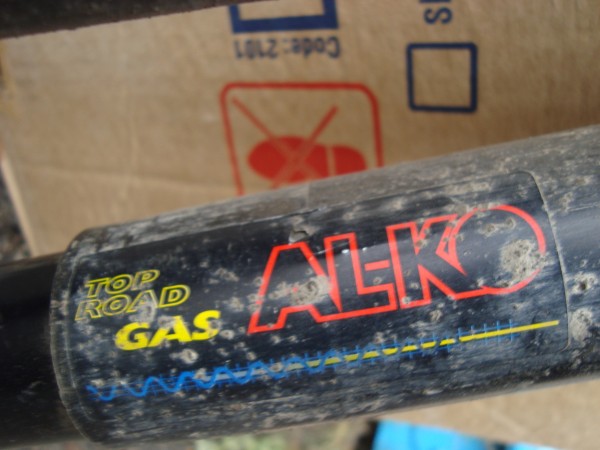 Code: 2101
TOP
ROAD
GAS
AL-KO